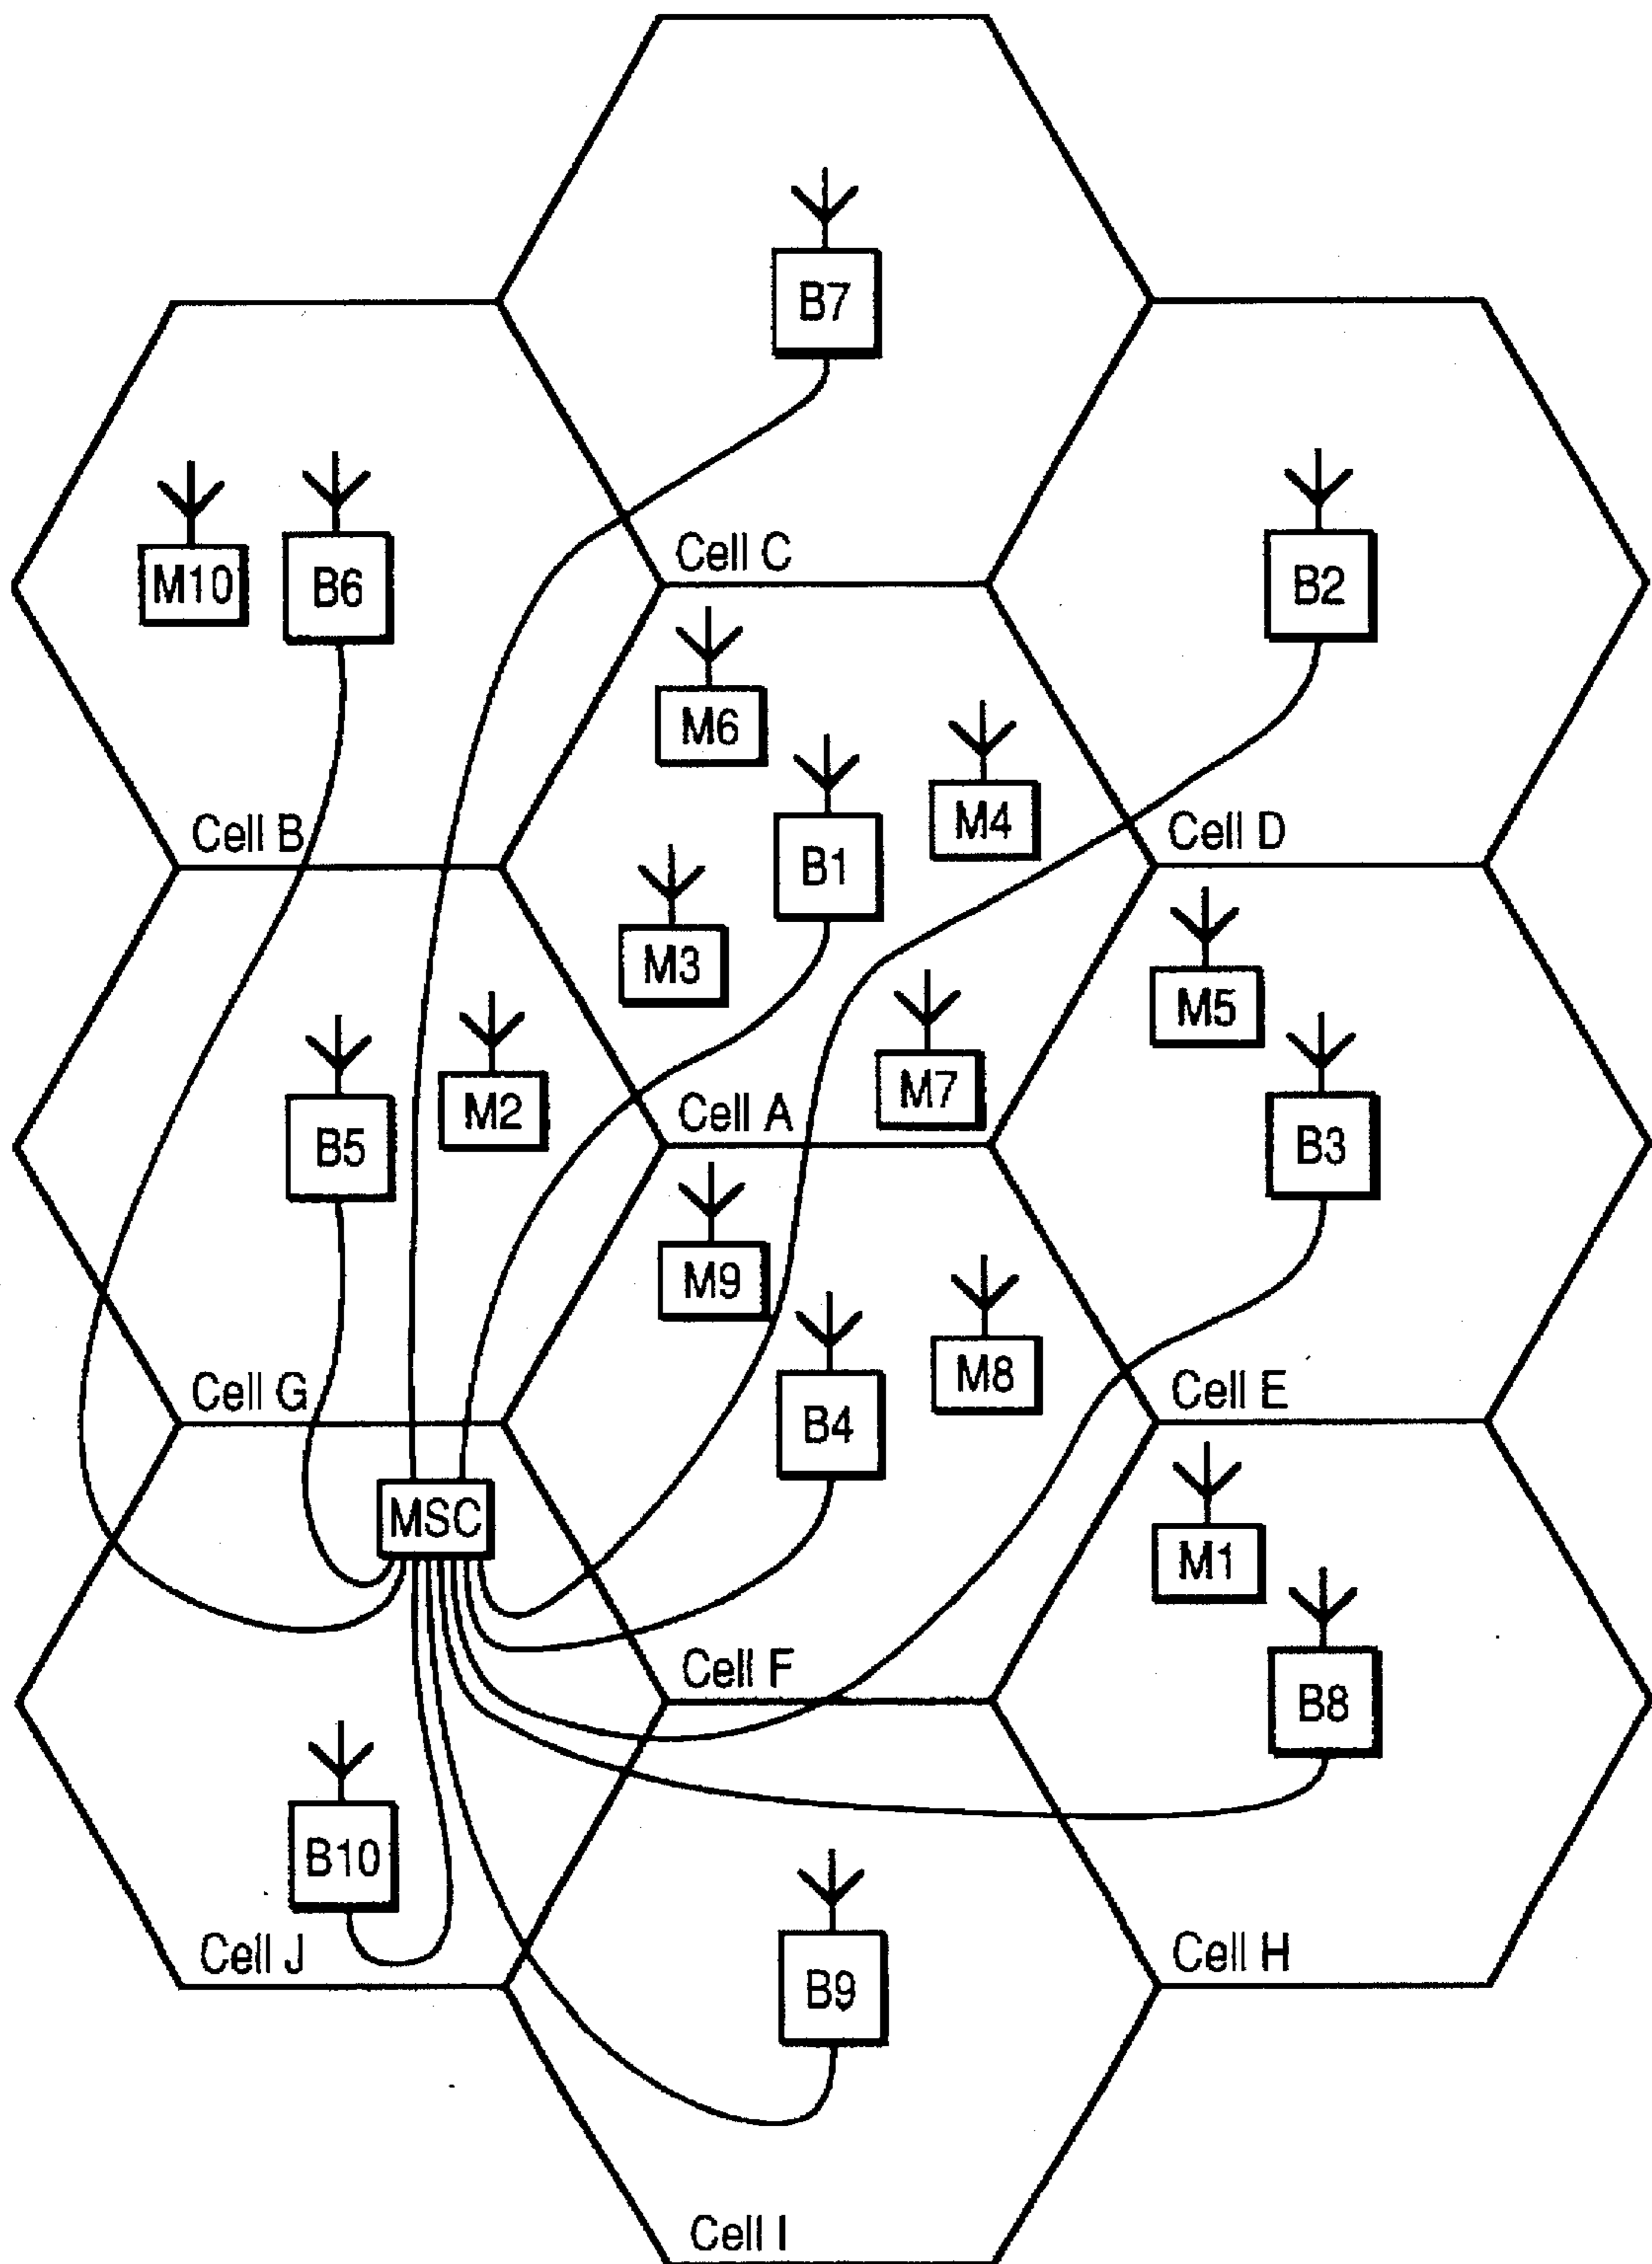 B7
M10
B6
Cell C
B2
M6
M4
Cell B
B1
Cell D
M3
M5
M2
M7
B5
Cell A
B3
M9
M8
Cell G
B4
Cell E
MSC
M1
Cell F
B8
B10
Cell J
B9
Cell H
Cell I